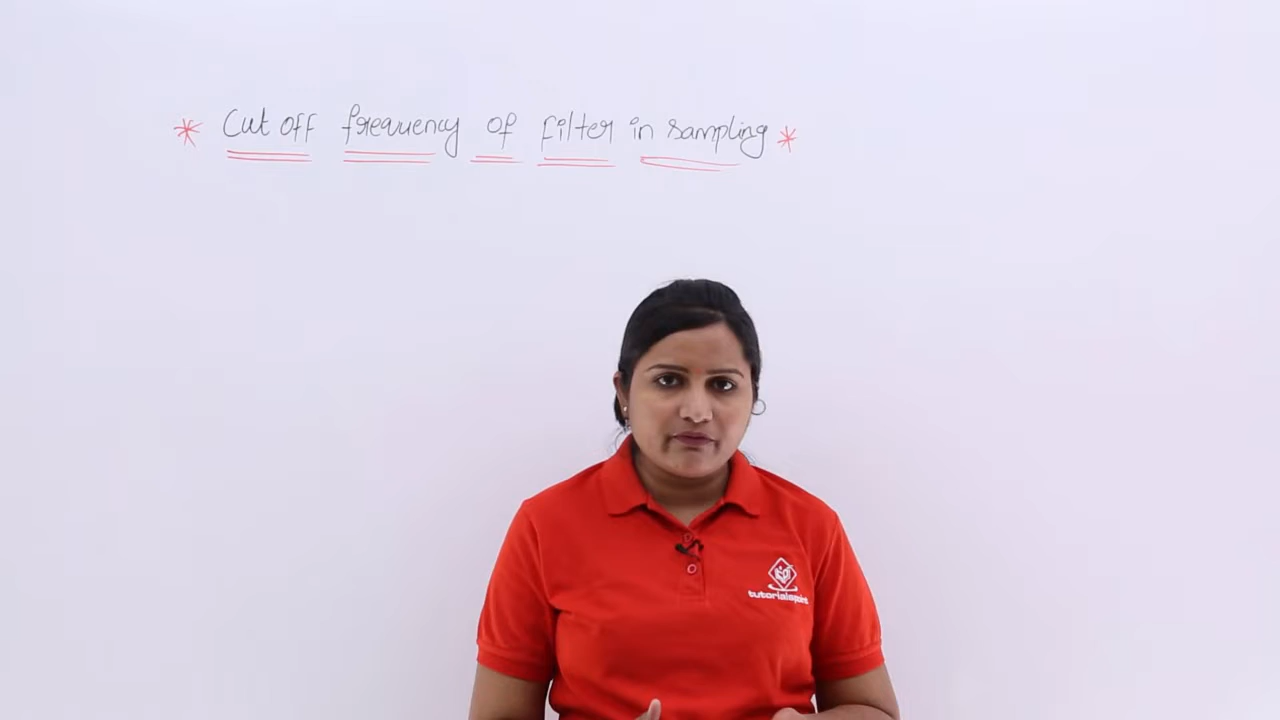 * Cut off frequency of filter in sampling *
tutorialspoint